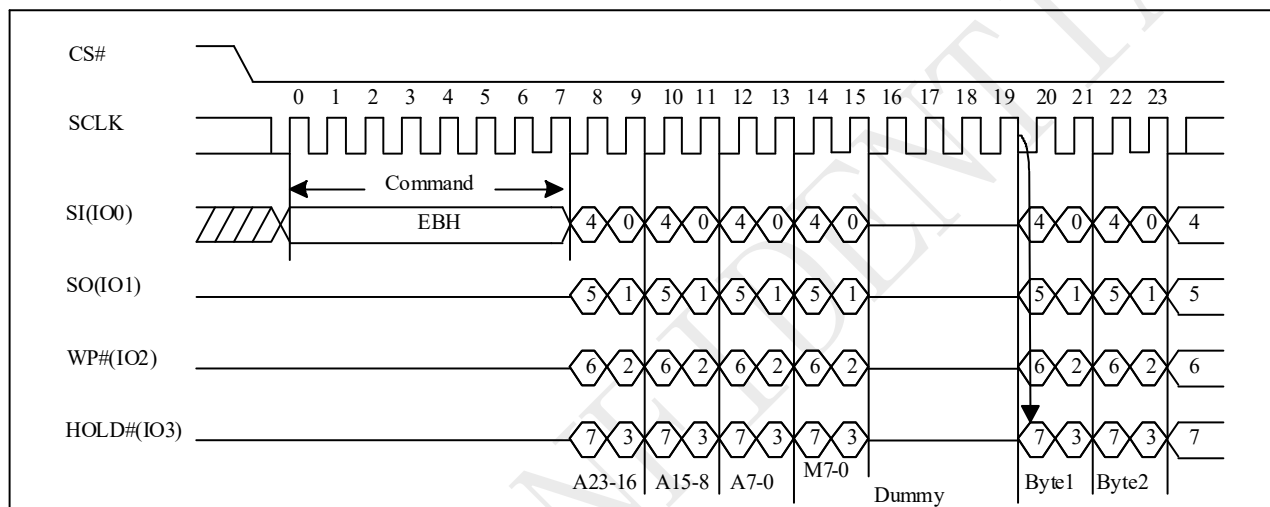 CS#
0 1 2 3 4 5 6 7 8 9 10 11 12 13 14 15 16 17 18 19 20 21 22 23
SCLK
Command
SI(IO0) EBH 4 0 4 0 4 0 4 0 4 0 4 0 4
SO(IO1) 5 1 5 1 5 1 5 1 5 1 5 1 5
WP#(IO2) 6 2 6 2 6 2 6 2 6 2 6 2 6
HOLD#(IO3) 7 3 7 3 7 3 7 3 7 3 7 3 7
A23-16 A15-8 A7-0 M7-0 Dummy Byte1 Byte2